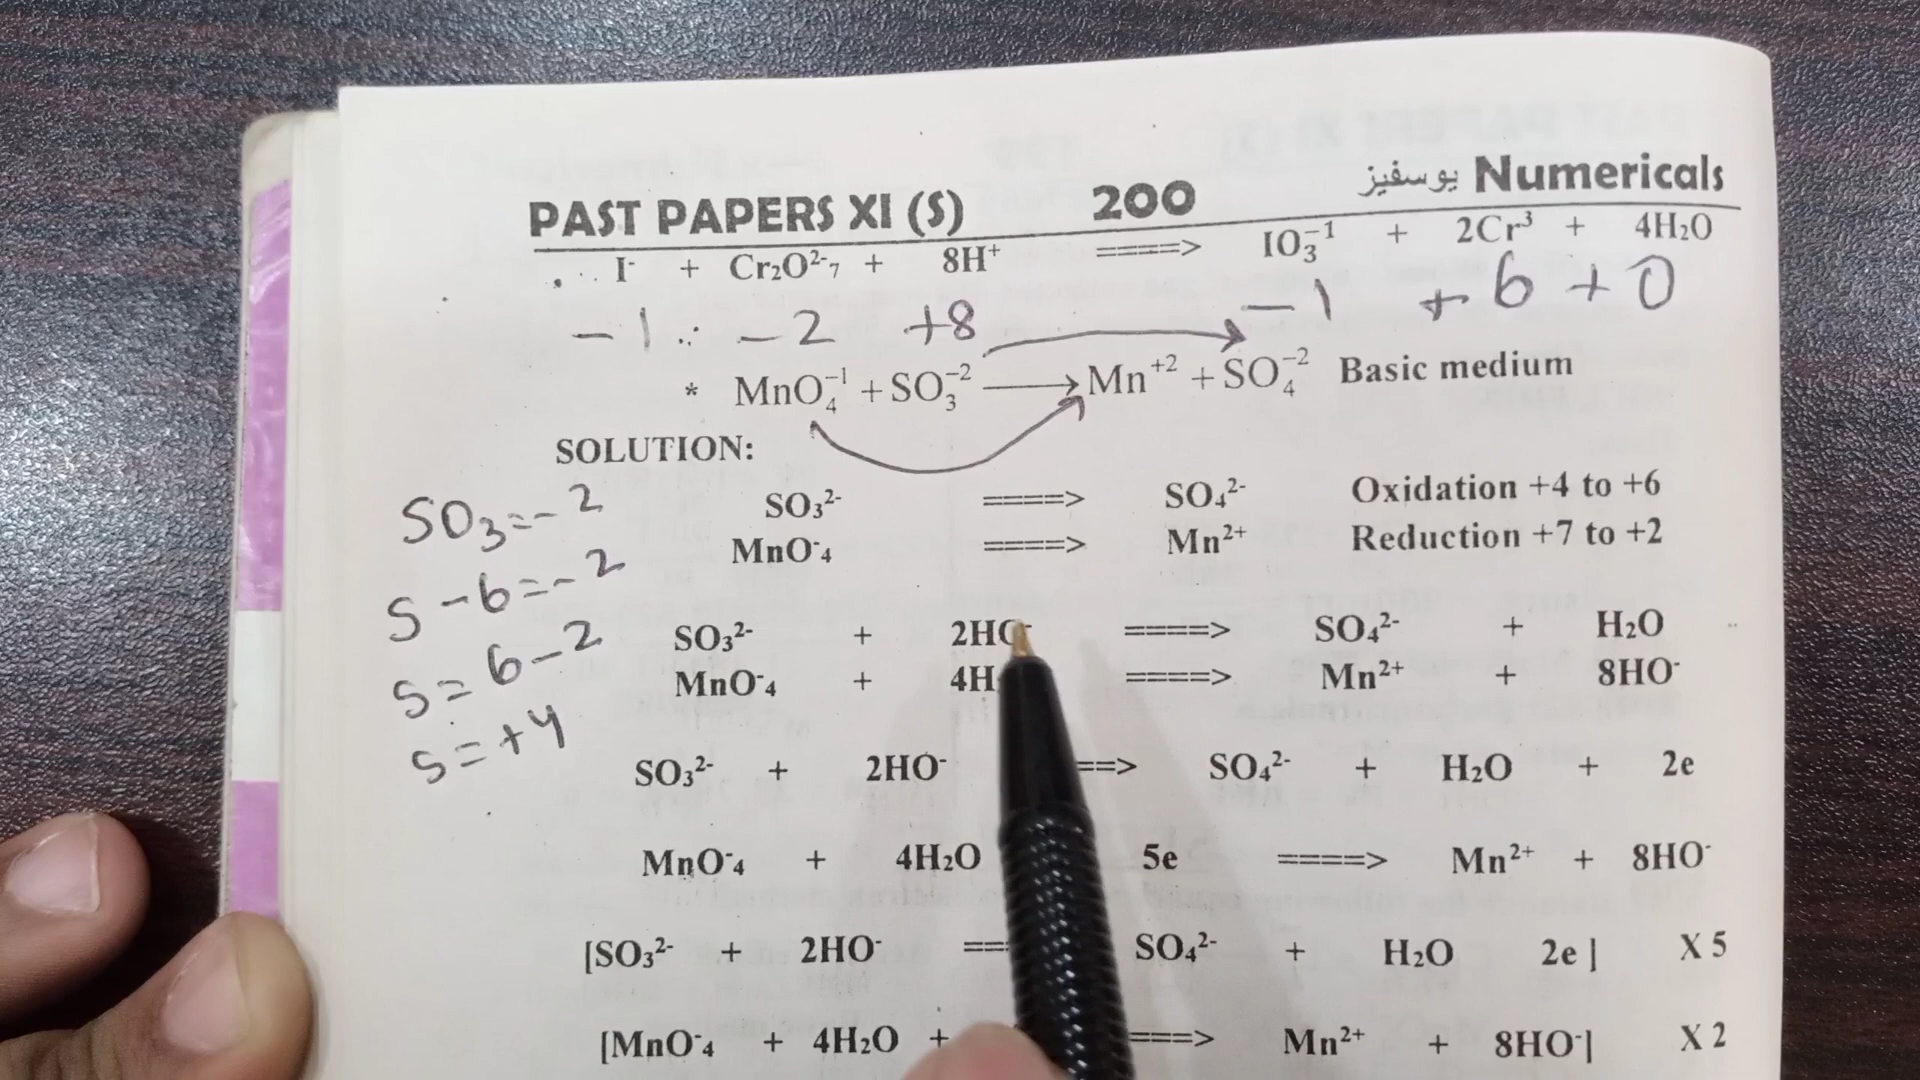 PAST PAPERS XI (S) 200 يوسفيز Numericals
I⁻ + Cr₂O²⁻₇ + 8H⁺ ====> IO₃⁻¹ + 2Cr³ + 4H₂O
−1 −2 +8 −1 +6 +0
* MnO₄⁻¹ + SO₃⁻² ⟶ Mn⁺² + SO₄⁻² Basic medium
SOLUTION:
SO₃=-2
SO₃²⁻ ====> SO₄²⁻ Oxidation +4 to +6
MnO⁻₄ ====> Mn²⁺ Reduction +7 to +2
S-6=-2
SO₃²⁻ + 2HO⁻ ====> SO₄²⁻ + H₂O
S=6-2
MnO⁻₄ + 4H ====> Mn²⁺ + 8HO⁻
S=+4
SO₃²⁻ + 2HO⁻ ==> SO₄²⁻ + H₂O + 2e
MnO⁻₄ + 4H₂O 5e ====> Mn²⁺ + 8HO⁻
[SO₃²⁻ + 2HO⁻ == SO₄²⁻ + H₂O 2e ] X 5
[MnO⁻₄ + 4H₂O + ===> Mn²⁺ + 8HO⁻] X 2